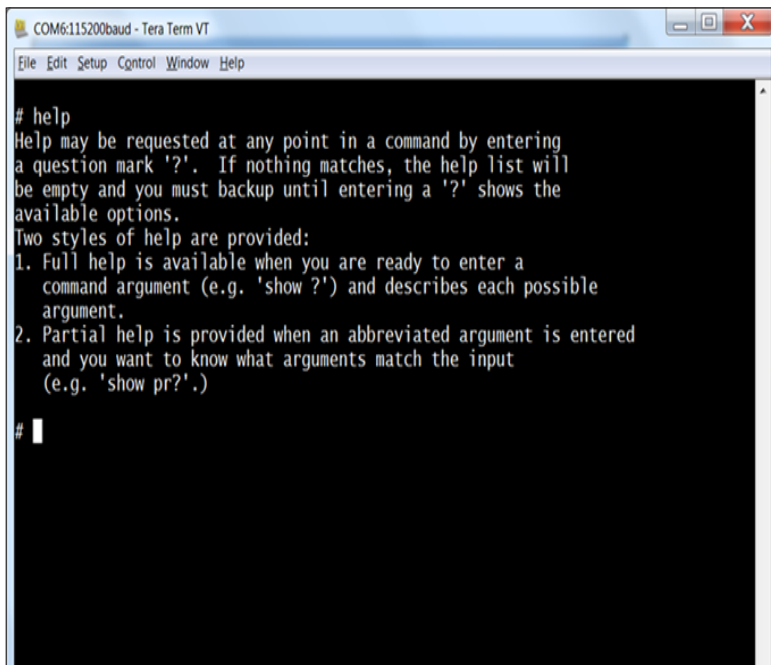 COM6:115200baud - Tera Term VT
File Edit Setup Control Window Help
# help
Help may be requested at any point in a command by entering
a question mark '?'.  If nothing matches, the help list will
be empty and you must backup until entering a '?' shows the
available options.
Two styles of help are provided:
1. Full help is available when you are ready to enter a
   command argument (e.g. 'show ?') and describes each possible
   argument.
2. Partial help is provided when an abbreviated argument is entered
   and you want to know what arguments match the input
   (e.g. 'show pr?'.)
#